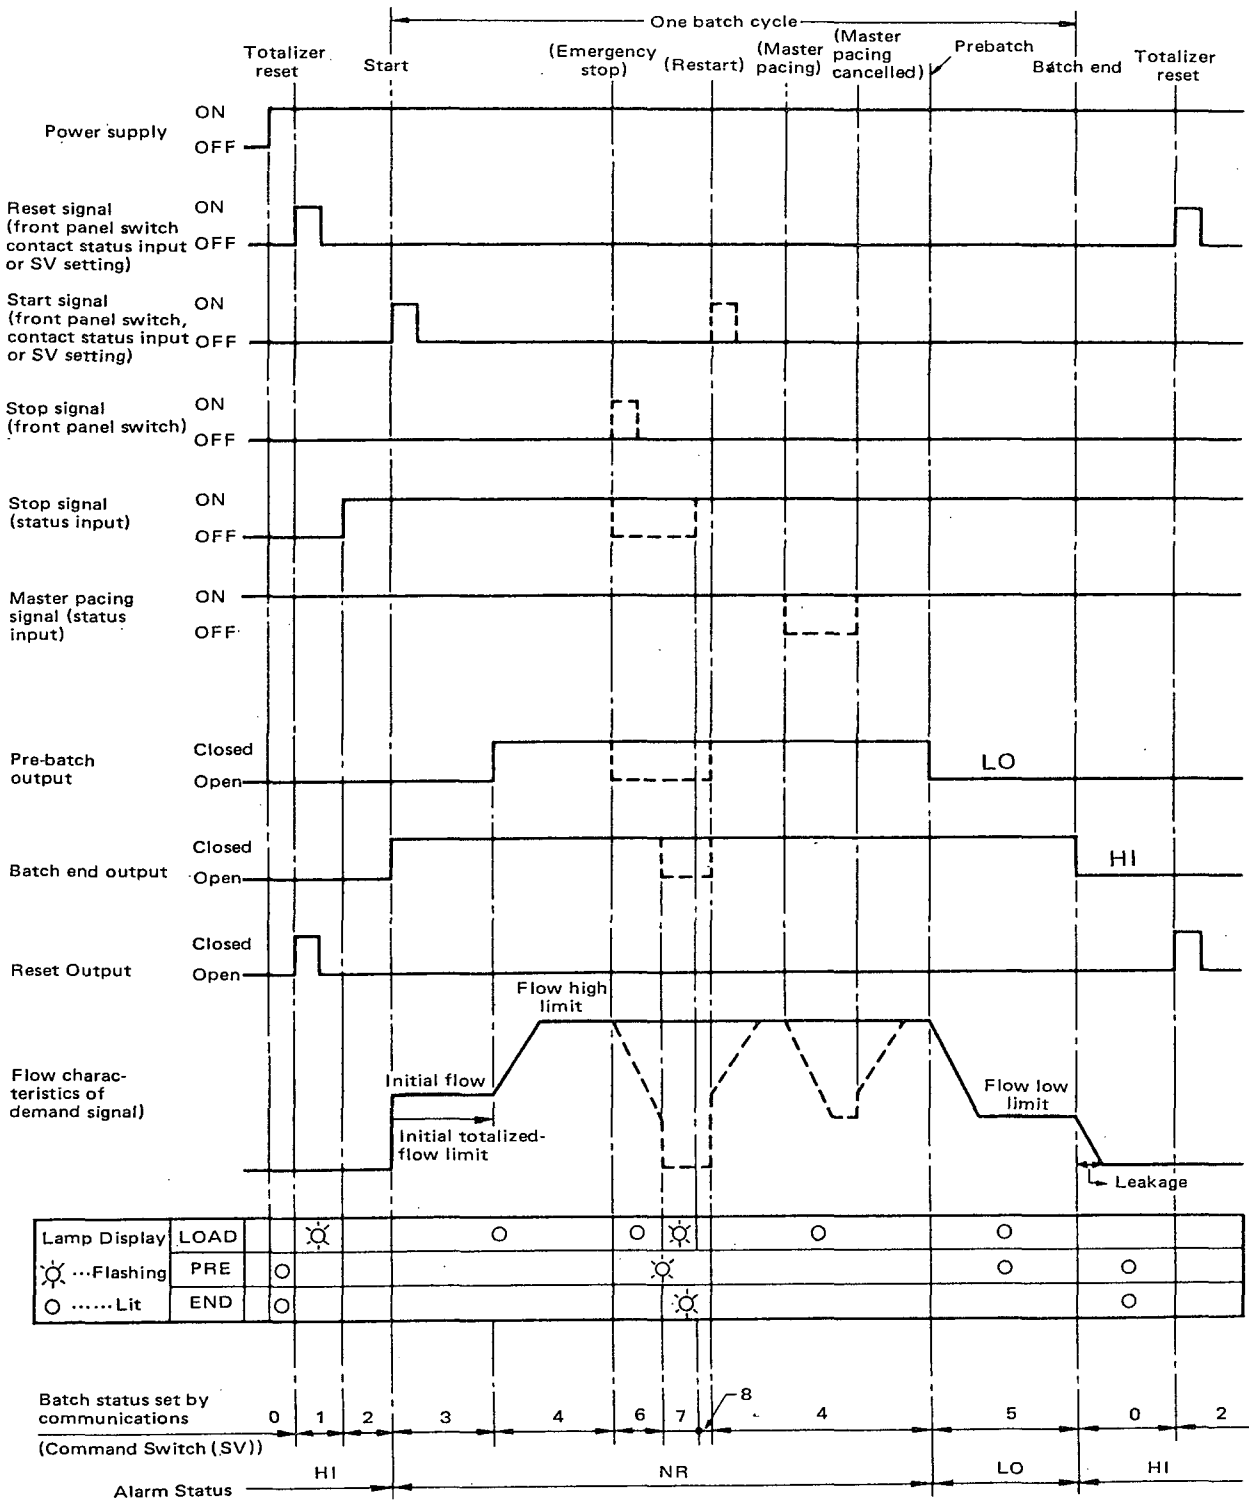 One batch cycle
Totalizer
reset
Start
(Emergency
stop)
(Restart)
(Master
pacing)
(Master
pacing
cancelled)
Prebatch
Batch end
Totalizer
reset
Power supply
ON
OFF
Reset signal
(front panel switch
contact status input
or SV setting)
ON
OFF
Start signal
(front panel switch,
contact status input
or SV setting)
ON
OFF
Stop signal
(front panel switch)
ON
OFF
Stop signal
(status input)
ON
OFF
Master pacing
signal (status
input)
ON
OFF
Pre-batch
output
Closed
Open
LO
Batch end output
Closed
Open
HI
Reset Output
Closed
Open
Flow high
limit
Flow charac-
teristics of
demand signal)
Initial flow
Initial totalized-
flow limit
Flow low
limit
Leakage
Lamp Display
LOAD
···Flashing
PRE
······Lit
END
Batch status set by
communications
(Command Switch (SV))
0 1 2 3 4 6 7 8 4 5 0 2
Alarm Status
HI NR LO HI